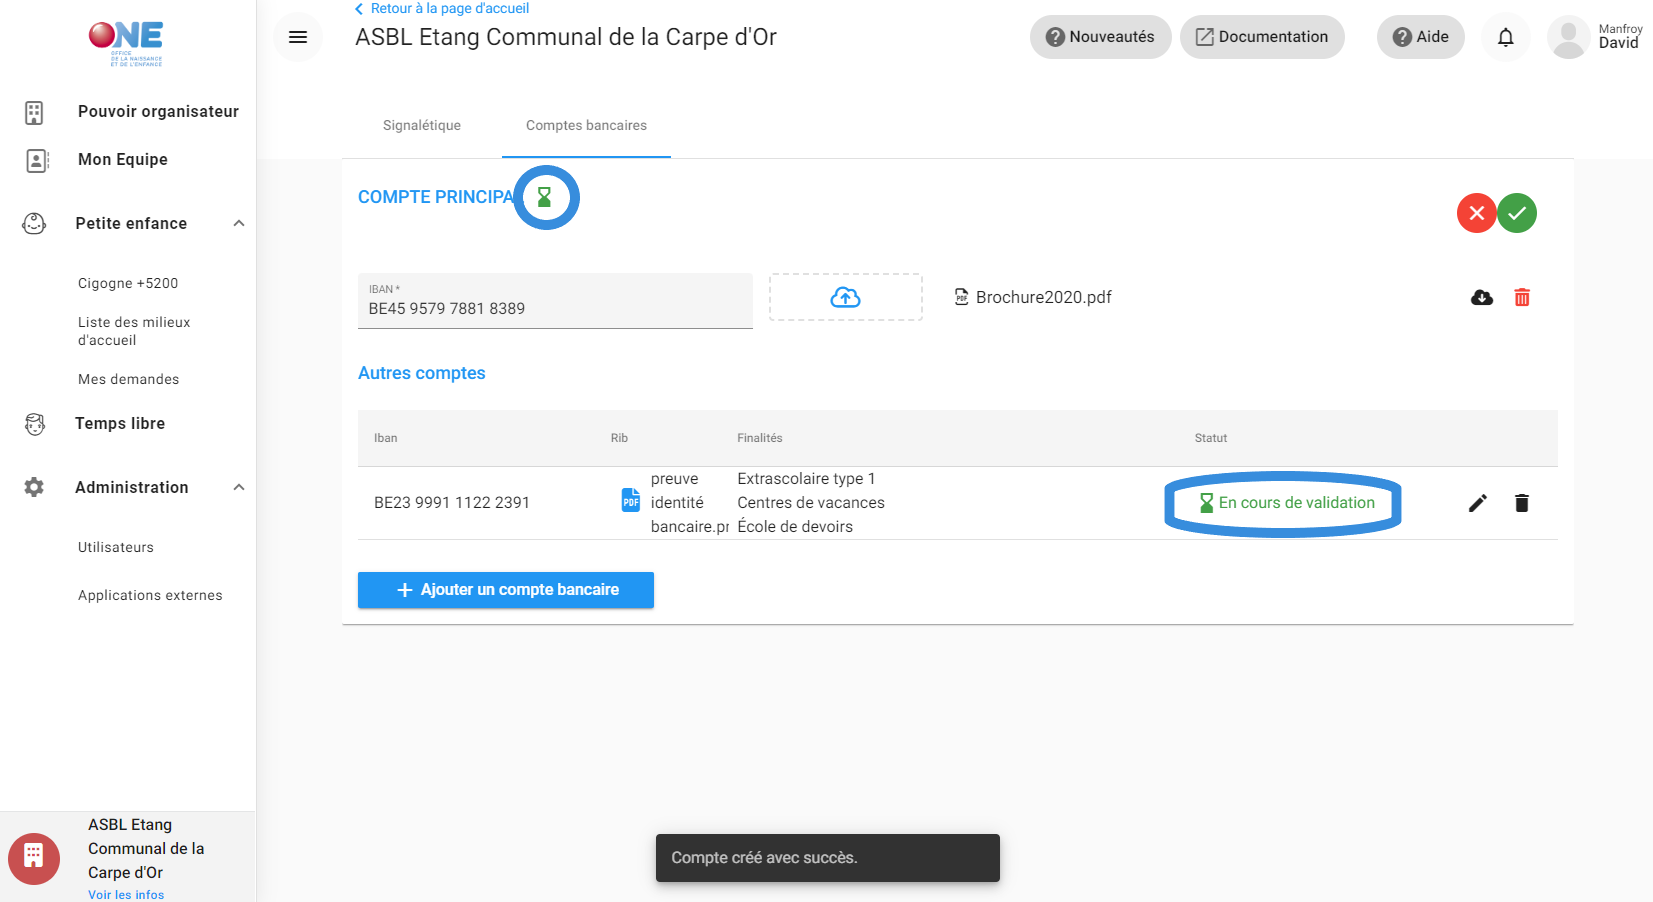 ONE
OFFICE
DE LA NAISSANCE
ET DE L'ENFANCE
Pouvoir organisateur
Mon Equipe
Petite enfance
Cigogne +5200
Liste des milieux
d'accueil
Mes demandes
Temps libre
Administration
Utilisateurs
Applications externes
ASBL Etang
Communal de la
Carpe d'Or
Voir les infos
Retour à la page d'accueil
ASBL Etang Communal de la Carpe d'Or
Nouveautés
Documentation
Aide
Manfroy
David
Signalétique
Comptes bancaires
COMPTE PRINCIPA
IBAN *
BE45 9579 7881 8389
PDF Brochure2020.pdf
Autres comptes
Iban Rib Finalités Statut
BE23 9991 1122 2391
PDF
preuve
identité
bancaire.pr
Extrascolaire type 1
Centres de vacances
École de devoirs
En cours de validation
+ Ajouter un compte bancaire
Compte créé avec succès.